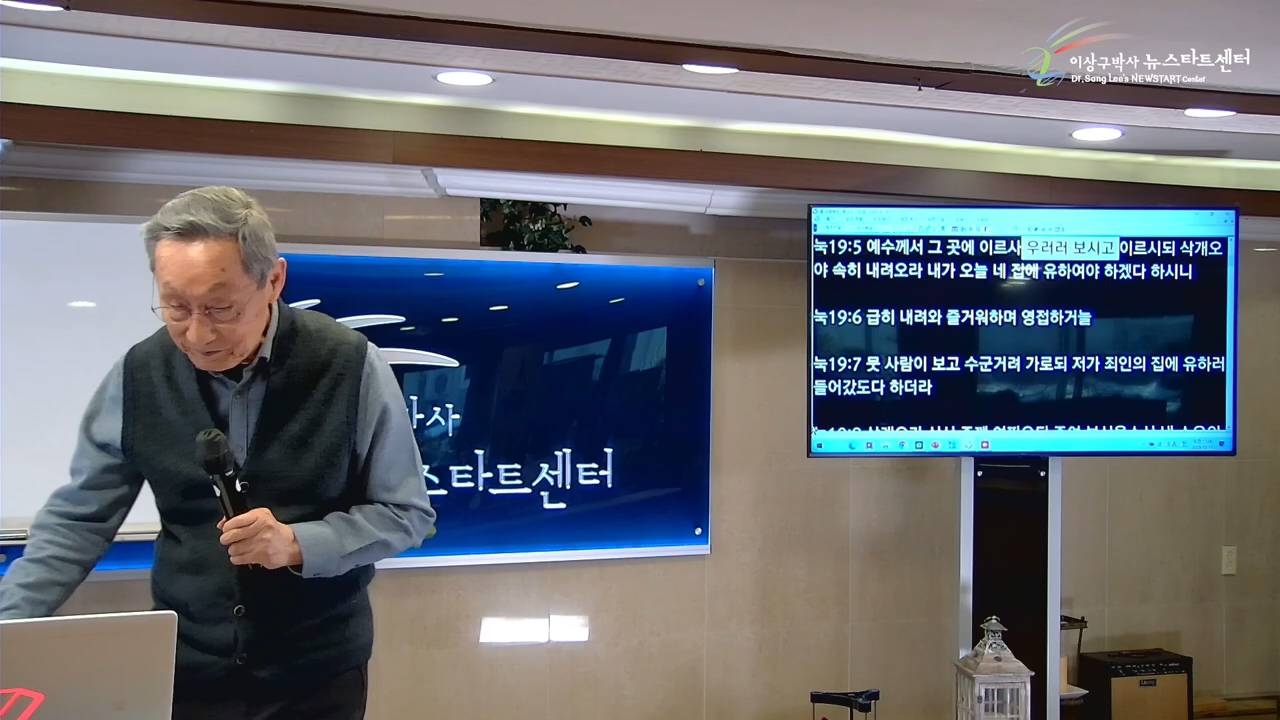 이상구박사 뉴스타트센터
Dr. Sang Lee's NEWSTART Center
눅19:5 예수께서 그 곳에 이르사 우러러 보시고 이르시되 삭개오
야 속히 내려오라 내가 오늘 네 집에 유하여야 하겠다 하시니
눅19:6 급히 내려와 즐거워하며 영접하거늘
눅19:7 뭇 사람이 보고 수군거려 가로되 저가 죄인의 집에 유하러
들어갔도다 하더라
박사
스타트센터